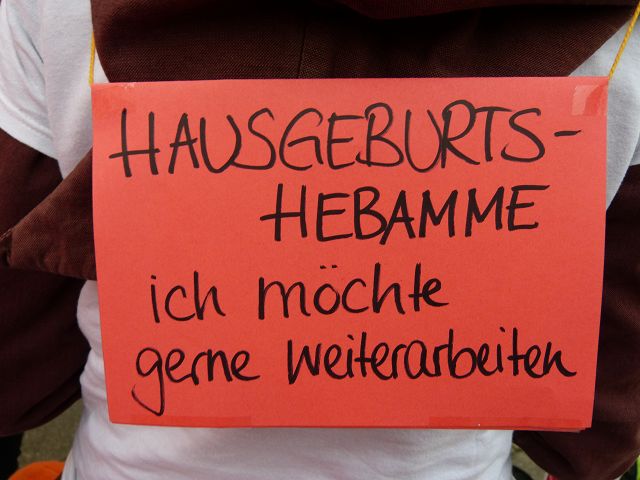 HAUSGEBURTS-
HEBAMME
ich möchte
gerne weiterarbeiten